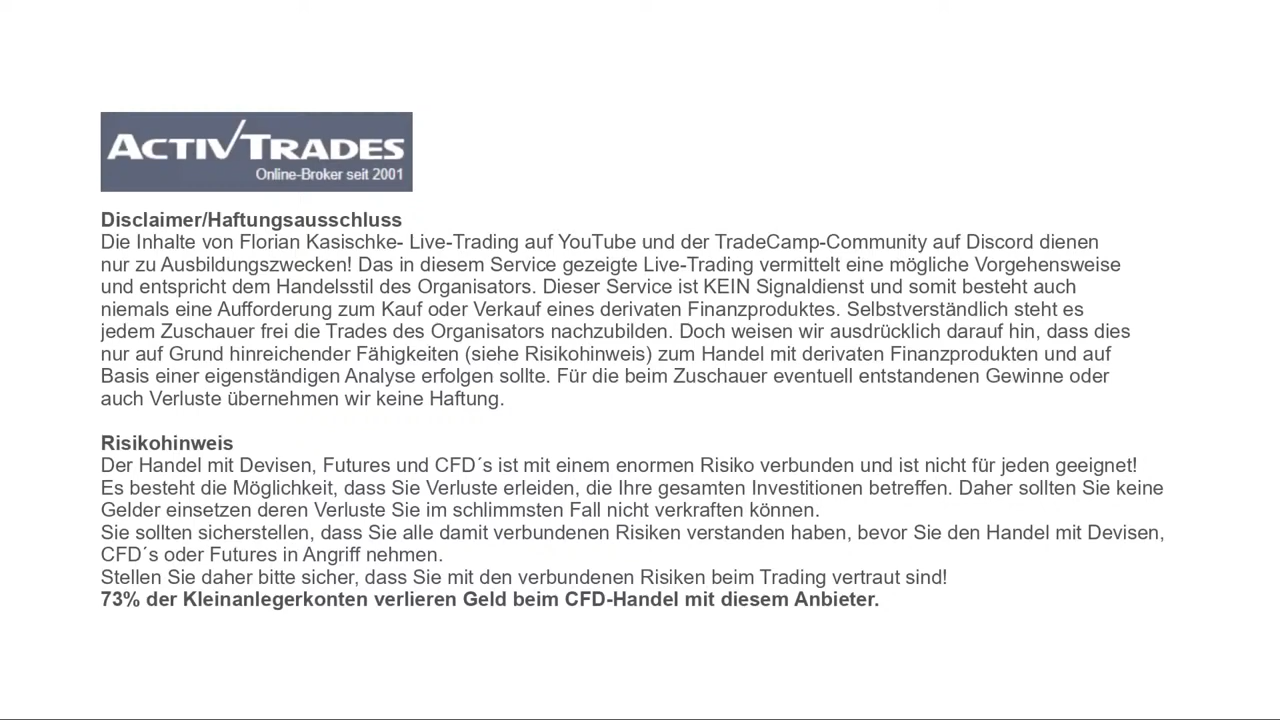 ACTIVTRADES
Online-Broker seit 2001
Disclaimer/Haftungsausschluss
Die Inhalte von Florian Kasischke- Live-Trading auf YouTube und der TradeCamp-Community auf Discord dienen
nur zu Ausbildungszwecken! Das in diesem Service gezeigte Live-Trading vermittelt eine mögliche Vorgehensweise
und entspricht dem Handelsstil des Organisators. Dieser Service ist KEIN Signaldienst und somit besteht auch
niemals eine Aufforderung zum Kauf oder Verkauf eines derivaten Finanzproduktes. Selbstverständlich steht es
jedem Zuschauer frei die Trades des Organisators nachzubilden. Doch weisen wir ausdrücklich darauf hin, dass dies
nur auf Grund hinreichender Fähigkeiten (siehe Risikohinweis) zum Handel mit derivaten Finanzprodukten und auf
Basis einer eigenständigen Analyse erfolgen sollte. Für die beim Zuschauer eventuell entstandenen Gewinne oder
auch Verluste übernehmen wir keine Haftung.
Risikohinweis
Der Handel mit Devisen, Futures und CFD´s ist mit einem enormen Risiko verbunden und ist nicht für jeden geeignet!
Es besteht die Möglichkeit, dass Sie Verluste erleiden, die Ihre gesamten Investitionen betreffen. Daher sollten Sie keine
Gelder einsetzen deren Verluste Sie im schlimmsten Fall nicht verkraften können.
Sie sollten sicherstellen, dass Sie alle damit verbundenen Risiken verstanden haben, bevor Sie den Handel mit Devisen,
CFD´s oder Futures in Angriff nehmen.
Stellen Sie daher bitte sicher, dass Sie mit den verbundenen Risiken beim Trading vertraut sind!
73% der Kleinanlegerkonten verlieren Geld beim CFD-Handel mit diesem Anbieter.